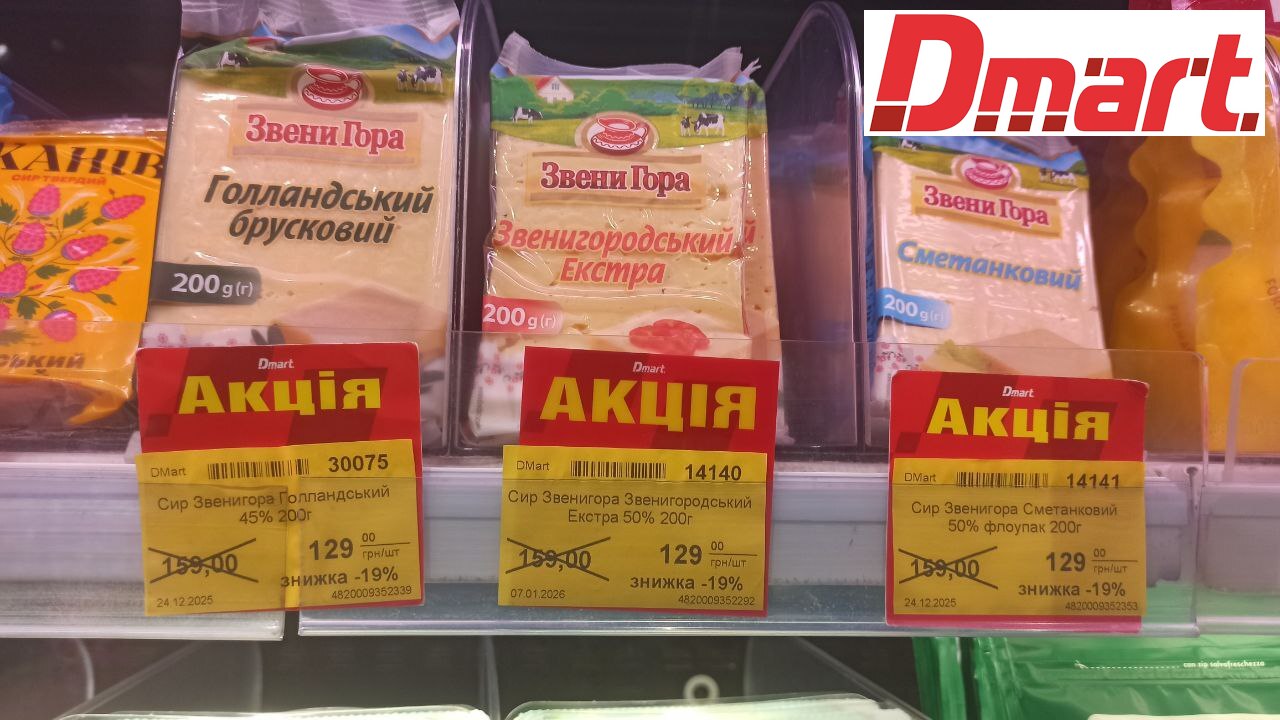 Dmart.
КАНІВ
СИР ТВЕРДИЙ
СЬКИЙ
Звени Гора
Голландський
брусковий
200 g (г)
Звени Гора
Звенигородський
Екстра
200 g (г)
Звени Гора
Сметанковий
200 g (г)
Dmart.
Акція
DMart 30075
Сир Звенигора Голландський
45% 200г
159,00
129 00
грн/шт
знижка -19%
24.12.2025 4820009352339
Dmart.
Акція
DMart 14140
Сир Звенигора Звенигородський
Екстра 50% 200г
159,00
129 00
грн/шт
знижка -19%
07.01.2026 4820009352292
Dmart.
Акція
DMart 14141
Сир Звенигора Сметанковий
50% флоупак 200г
159,00
129 00
грн/шт
знижка -19%
24.12.2025 4820009352353
con zip salvafreschezza